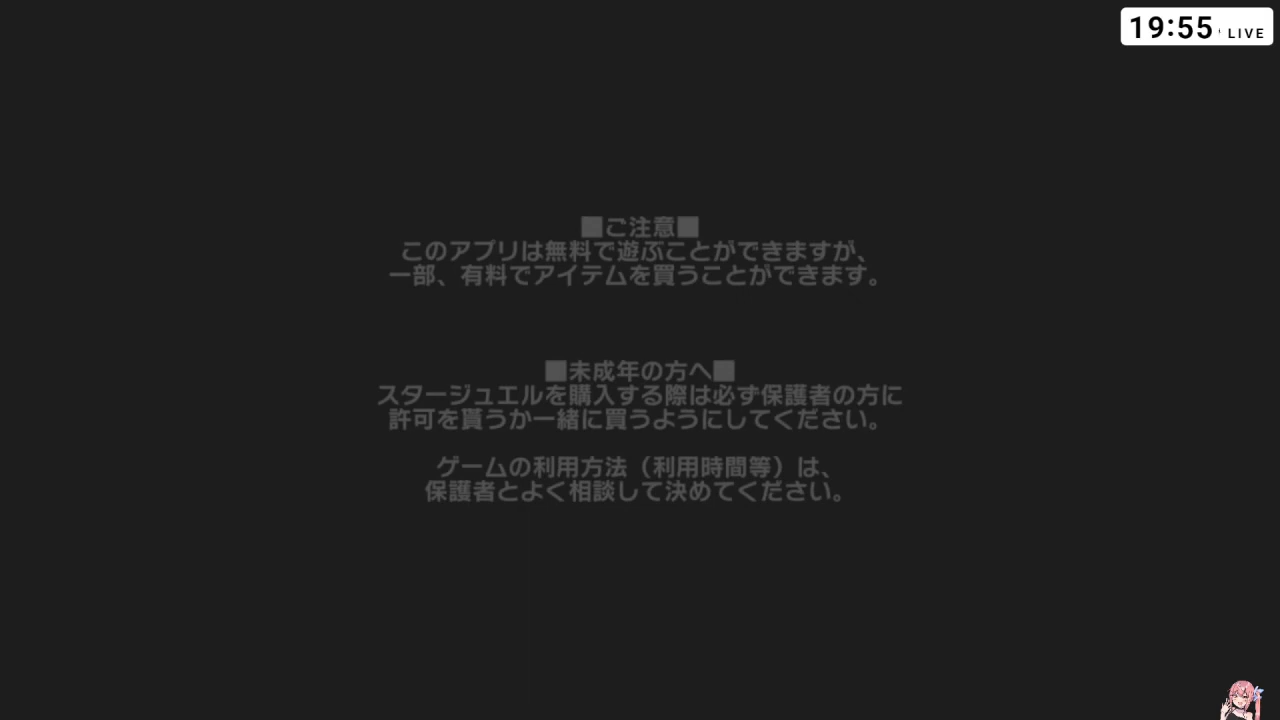 19:55 LIVE
■ご注意■
このアプリは無料で遊ぶことができますが、
一部、有料でアイテムを買うことができます。
■未成年の方へ■
スタージュエルを購入する際は必ず保護者の方に
許可を貰うか一緒に買うようにしてください。
ゲームの利用方法（利用時間等）は、
保護者とよく相談して決めてください。